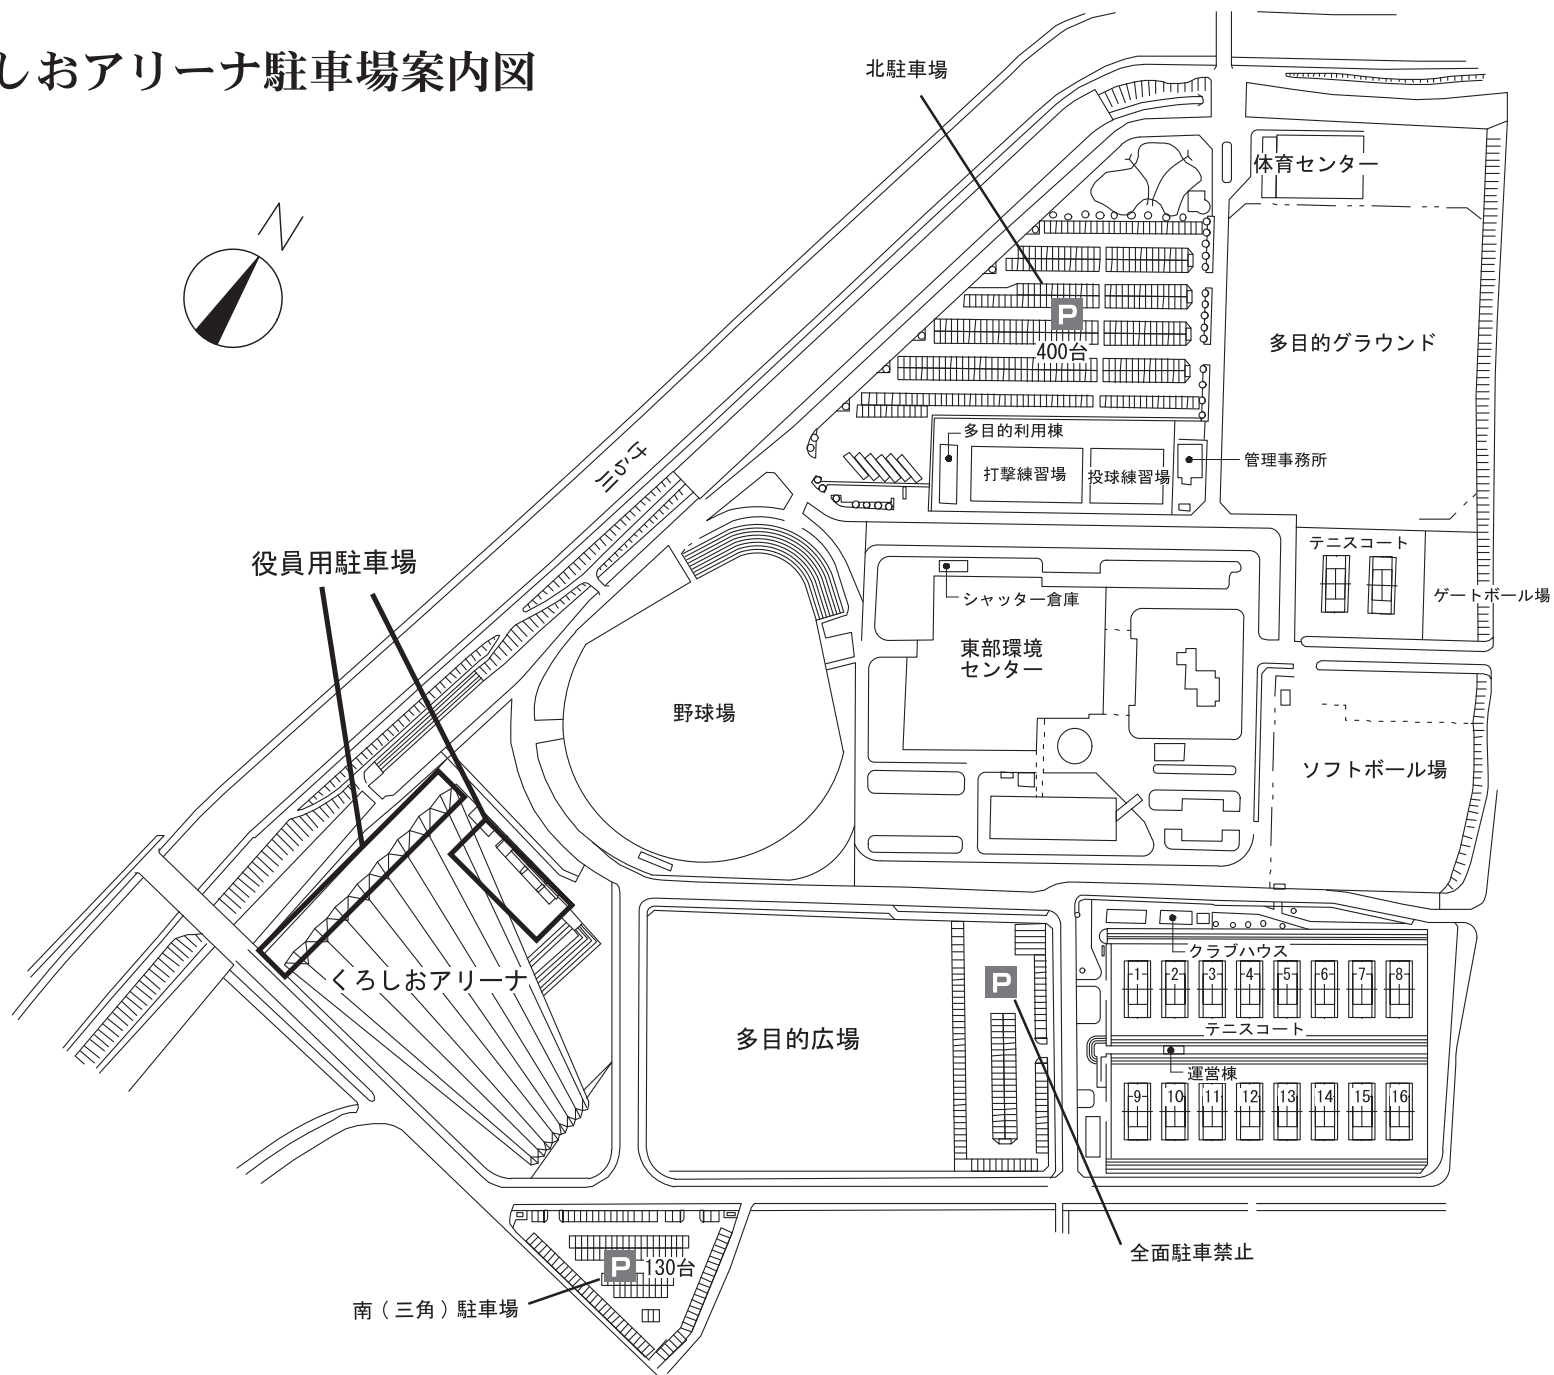 しおアリーナ駐車場案内図
北駐車場
N
体育センター
P
400台
多目的グラウンド
多目的利用棟
打撃練習場
投球練習場
管理事務所
けら川
テニスコート
ゲートボール場
役員用駐車場
シャッター倉庫
東部環境
センター
野球場
ソフトボール場
くろしおアリーナ
多目的広場
P
クラブハウス
1 2 3 4 5 6 7 8
テニスコート
運営棟
9 10 11 12 13 14 15 16
全面駐車禁止
P
130台
南（三角）駐車場